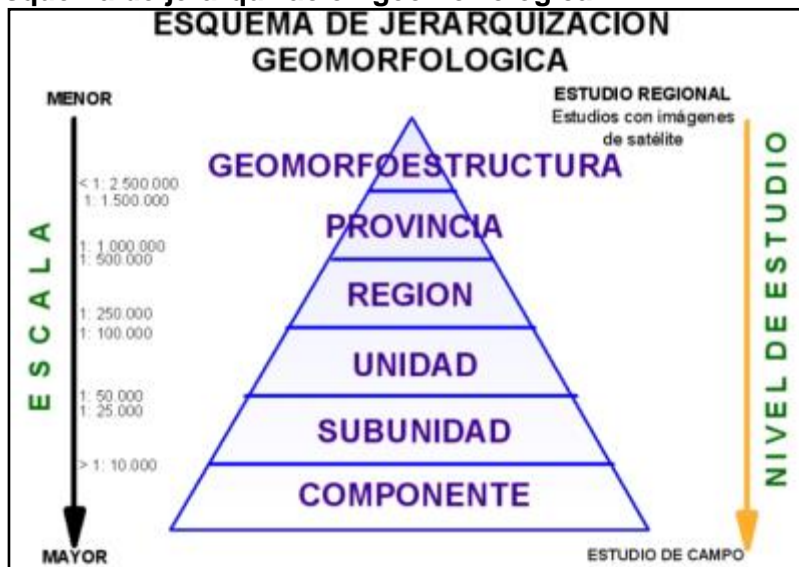 ESQUEMA DE JERARQUIZACION
GEOMORFOLOGICA
MENOR
ESTUDIO REGIONAL
Estudios con imágenes
de satélite
GEOMORFOESTRUCTURA
< 1: 2.500.000
1: 1.500.000
PROVINCIA
1: 1.000.000
1: 500.000
REGION
1: 250.000
1: 100.000
UNIDAD
1: 50.000
1: 25.000
SUBUNIDAD
> 1: 10.000
COMPONENTE
MAYOR
ESTUDIO DE CAMPO
ESCALA
NIVEL DE ESTUDIO